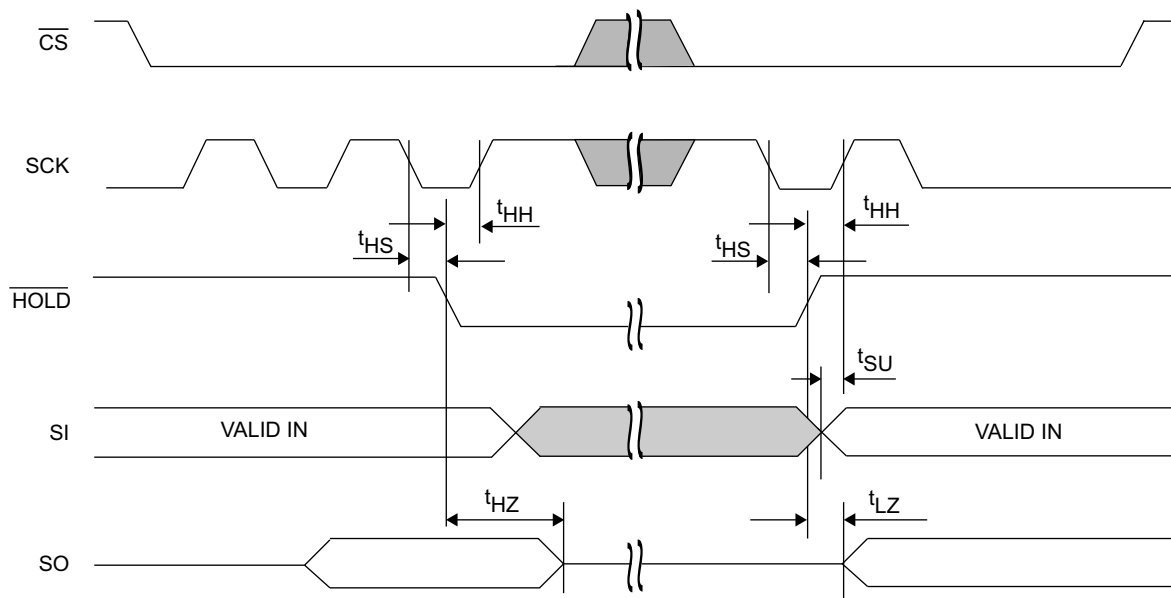 CS
SCK
tHH
tHH
tHS
tHS
HOLD
tSU
SI
VALID IN
VALID IN
tHZ
tLZ
SO